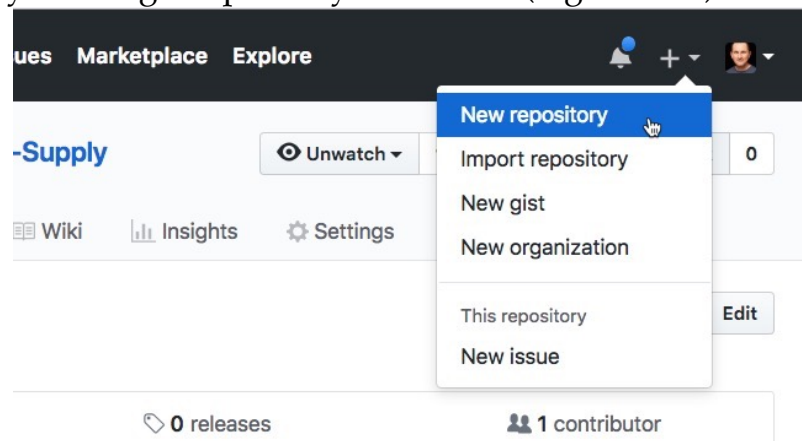 ues Marketplace Explore
New repository
-Supply Unwatch Import repository 0
New gist
Wiki Insights Settings
New organization
This repository Edit
New issue
0 releases 1 contributor